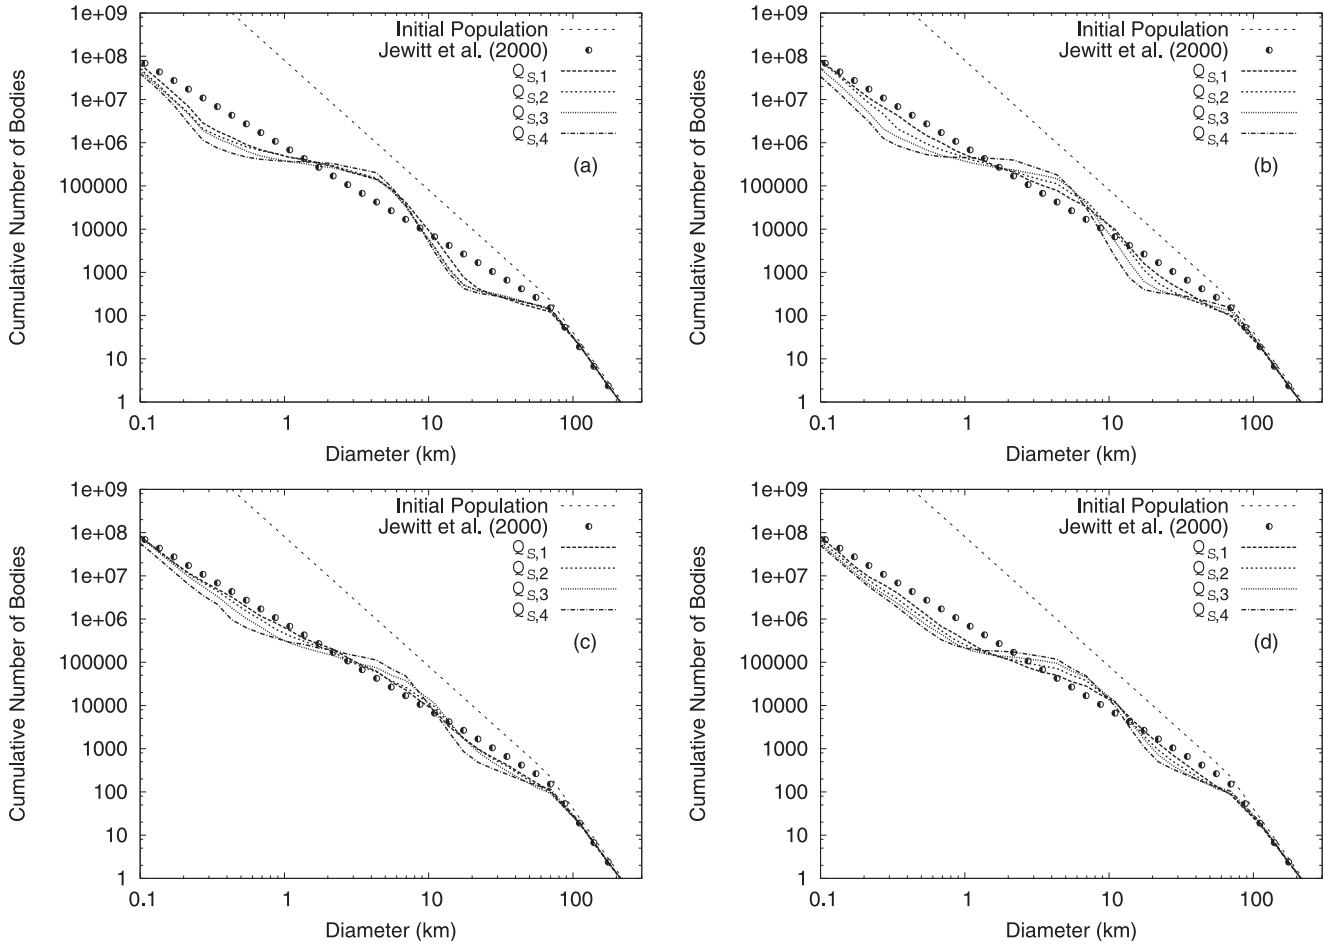 1e+09
1e+08
1e+07
1e+06
100000
10000
1000
100
10
1
Cumulative Number of Bodies
Initial Population
Jewitt et al. (2000)
QS,1
QS,2
QS,3
QS,4
(a)
0.1 1 10 100
Diameter (km)
1e+09
1e+08
1e+07
1e+06
100000
10000
1000
100
10
1
Cumulative Number of Bodies
Initial Population
Jewitt et al. (2000)
QS,1
QS,2
QS,3
QS,4
(b)
0.1 1 10 100
Diameter (km)
1e+09
1e+08
1e+07
1e+06
100000
10000
1000
100
10
1
Cumulative Number of Bodies
Initial Population
Jewitt et al. (2000)
QS,1
QS,2
QS,3
QS,4
(c)
0.1 1 10 100
Diameter (km)
1e+09
1e+08
1e+07
1e+06
100000
10000
1000
100
10
1
Cumulative Number of Bodies
Initial Population
Jewitt et al. (2000)
QS,1
QS,2
QS,3
QS,4
(d)
0.1 1 10 100
Diameter (km)